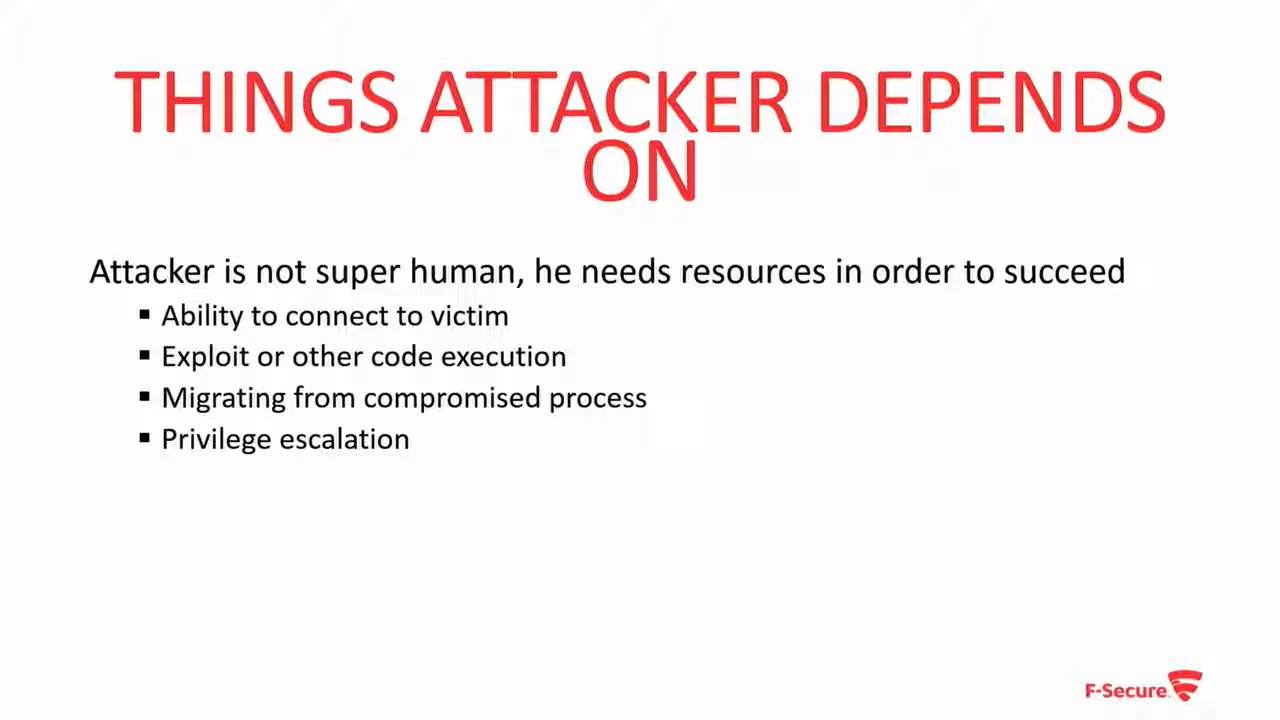 THINGS ATTACKER DEPENDS
ON
Attacker is not super human, he needs resources in order to succeed
▪ Ability to connect to victim
▪ Exploit or other code execution
▪ Migrating from compromised process
▪ Privilege escalation
F-Secure